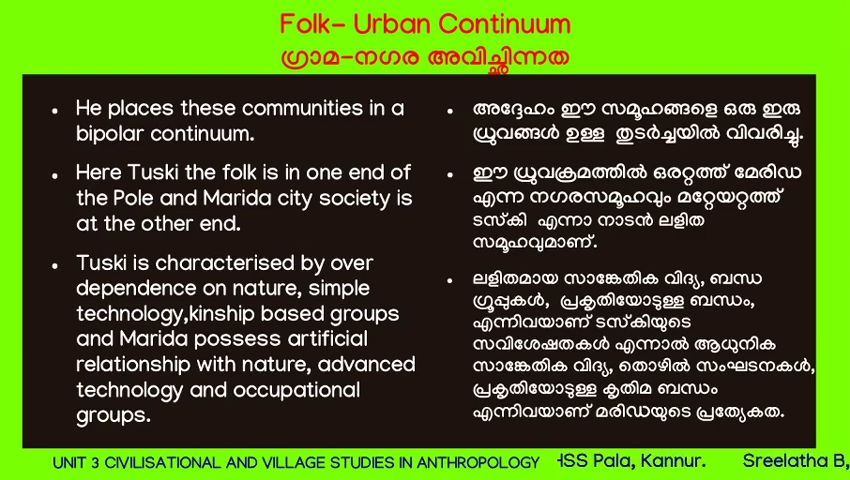 Folk- Urban Continuum
ഗ്രാമ-നഗര അവിച്ഛിന്നത
• He places these communities in a
bipolar continuum.
• Here Tuski the folk is in one end of
the Pole and Marida city society is
at the other end.
• Tuski is characterised by over
dependence on nature, simple
technology,kinship based groups
and Marida possess artificial
relationship with nature, advanced
technology and occupational
groups.
• അദ്ദേഹം ഈ സമൂഹങ്ങളെ ഒരു ഇരു
ധ്രുവങ്ങൾ ഉള്ള തുടർച്ചയിൽ വിവരിച്ചു.
• ഈ ധ്രുവക്രമത്തിൽ ഒരറ്റത്ത് മേരിഡ
എന്ന നഗരസമൂഹവും മറ്റേയറ്റത്ത്
ടസ്കി എന്നാ നാടൻ ലളിത
സമൂഹവുമാണ്.
• ലളിതമായ സാങ്കേതിക വിദ്യ, ബന്ധ
ഗ്രൂപ്പുകൾ, പ്രകൃതിയോടുള്ള ബന്ധം,
എന്നിവയാണ് ടസ്കിയുടെ
സവിശേഷതകൾ എന്നാൽ ആധുനിക
സാങ്കേതിക വിദ്യ, തൊഴിൽ സംഘടനകൾ,
പ്രകൃതിയോടുള്ള കൃതിമ ബന്ധം
എന്നിവയാണ് മരിഡയുടെ പ്രത്യേകത.
UNIT 3 CIVILISATIONAL AND VILLAGE STUDIES IN ANTHROPOLOGY HSS Pala, Kannur. Sreelatha B,